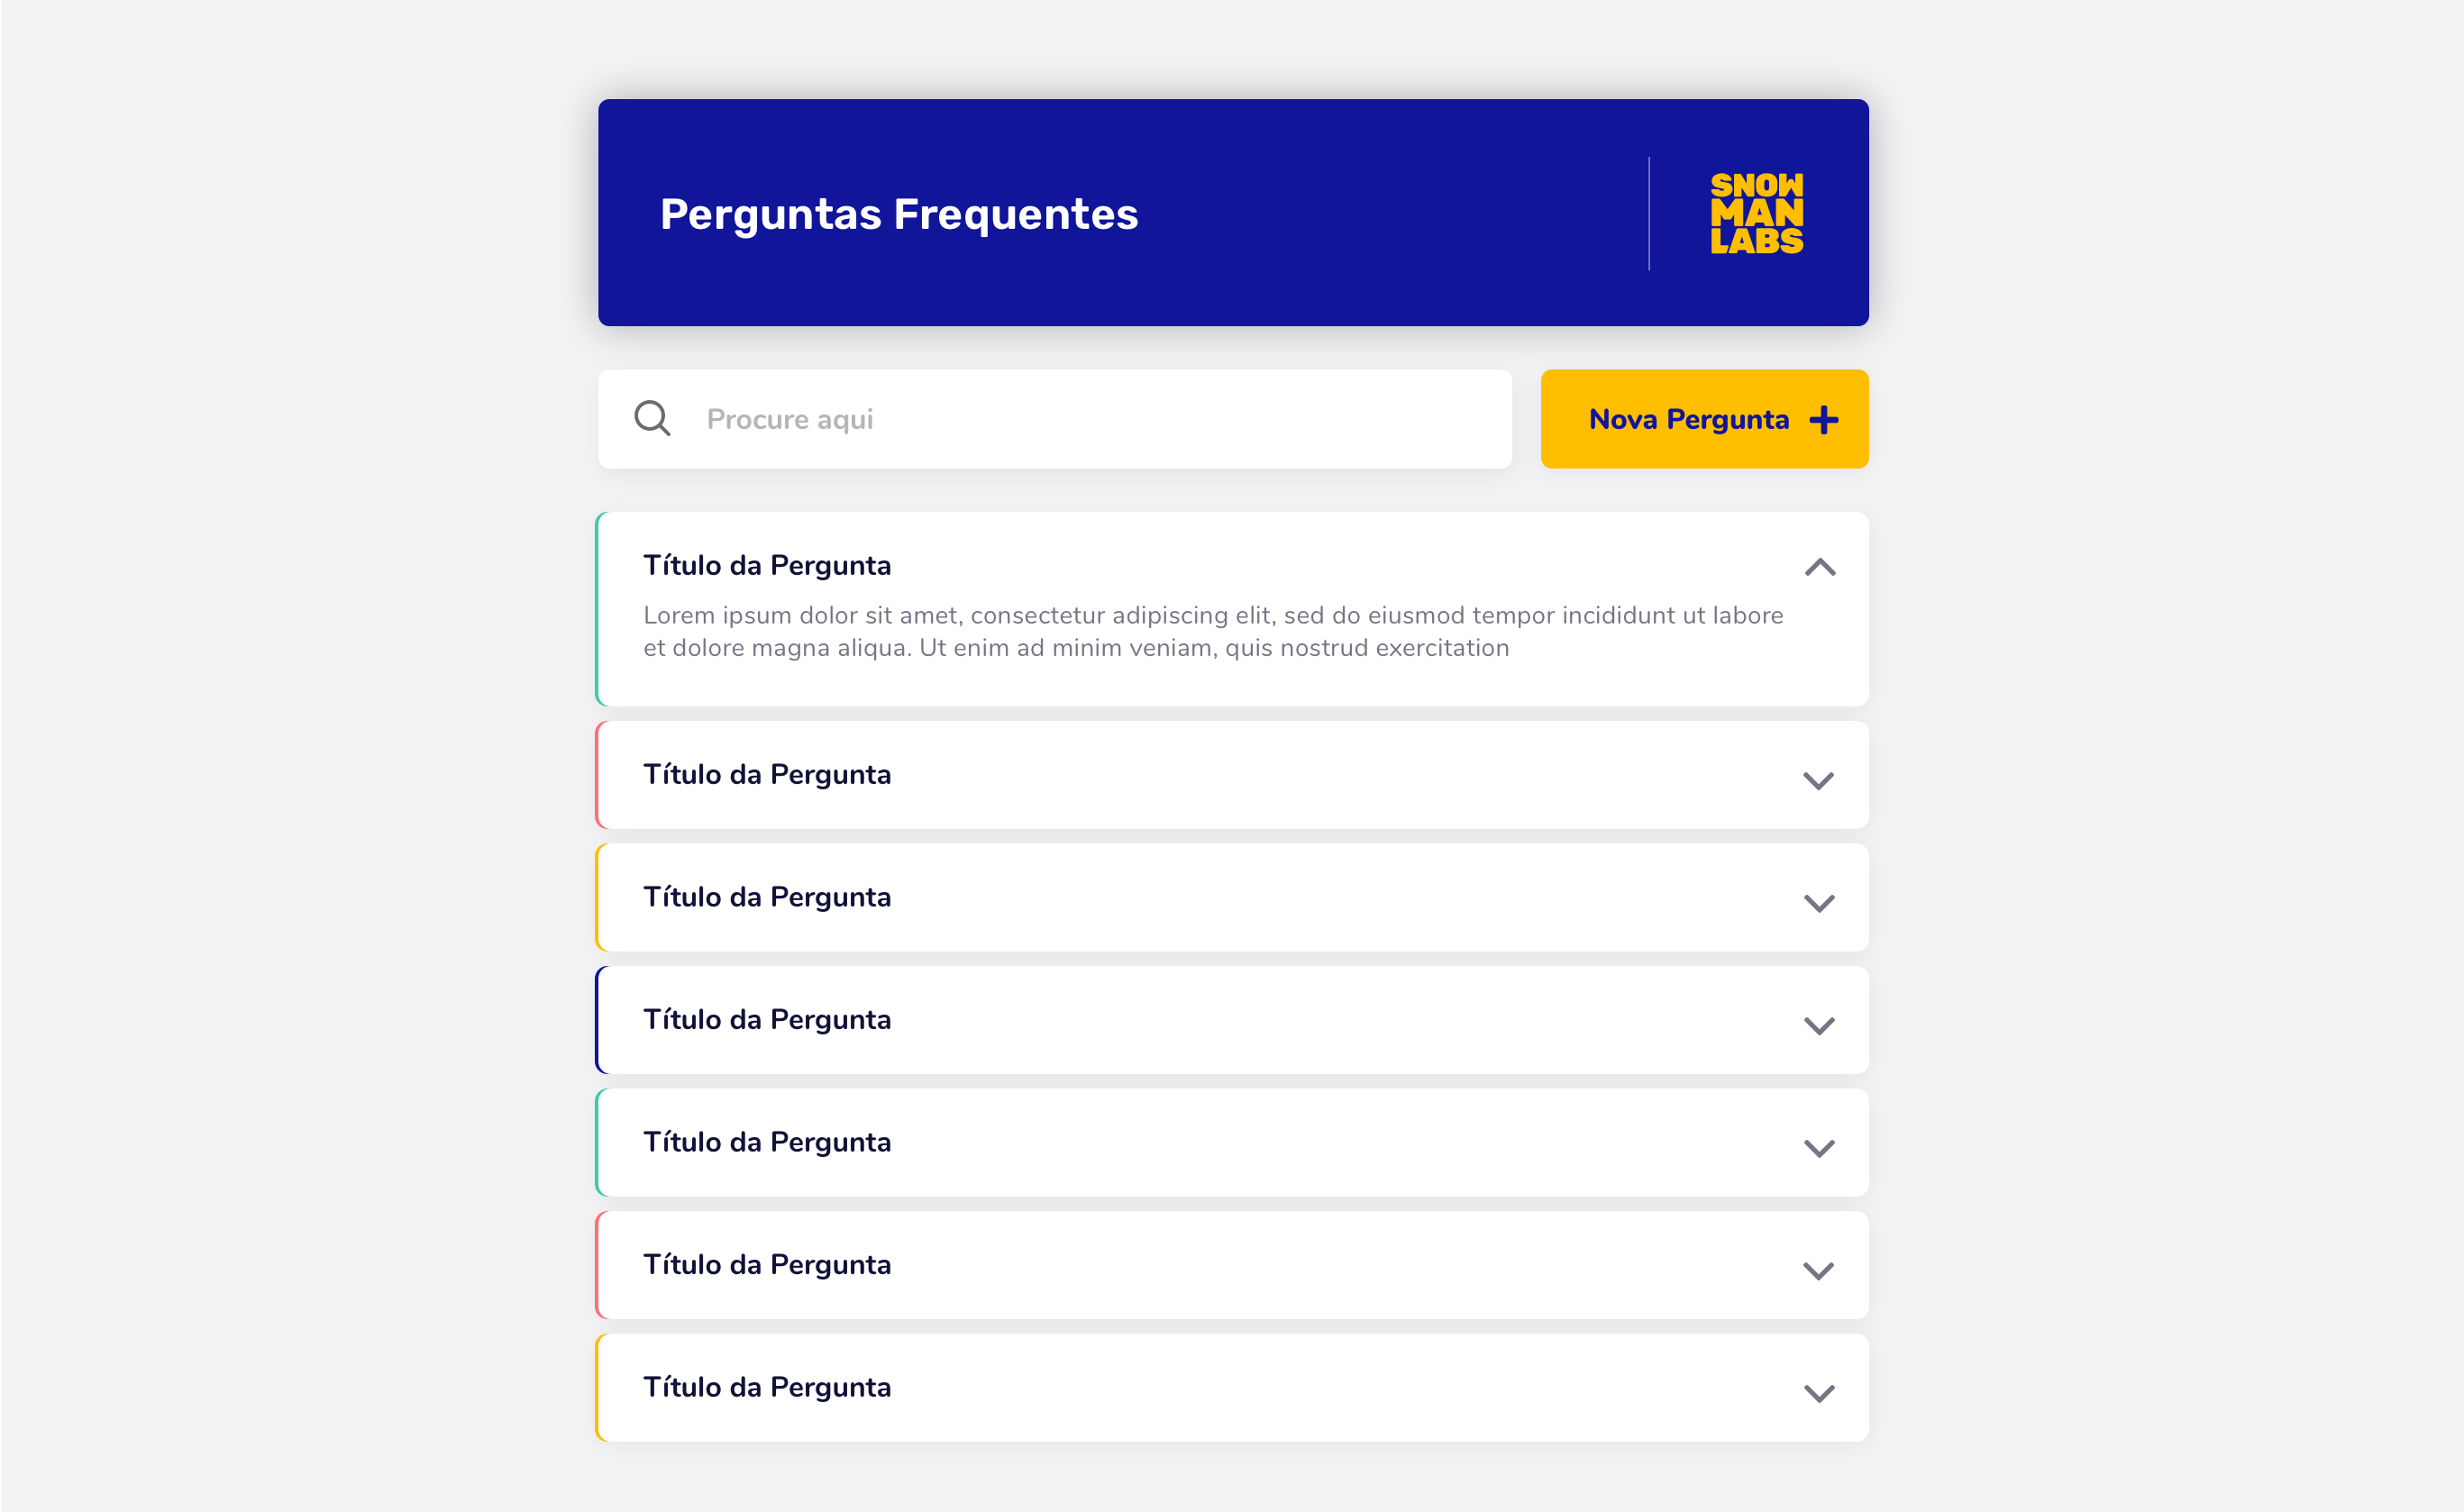 Perguntas Frequentes
SNOW
MAN
LABS
Procure aqui
Nova Pergunta
Título da Pergunta
Lorem ipsum dolor sit amet, consectetur adipiscing elit, sed do eiusmod tempor incididunt ut labore
et dolore magna aliqua. Ut enim ad minim veniam, quis nostrud exercitation
Título da Pergunta
Título da Pergunta
Título da Pergunta
Título da Pergunta
Título da Pergunta
Título da Pergunta